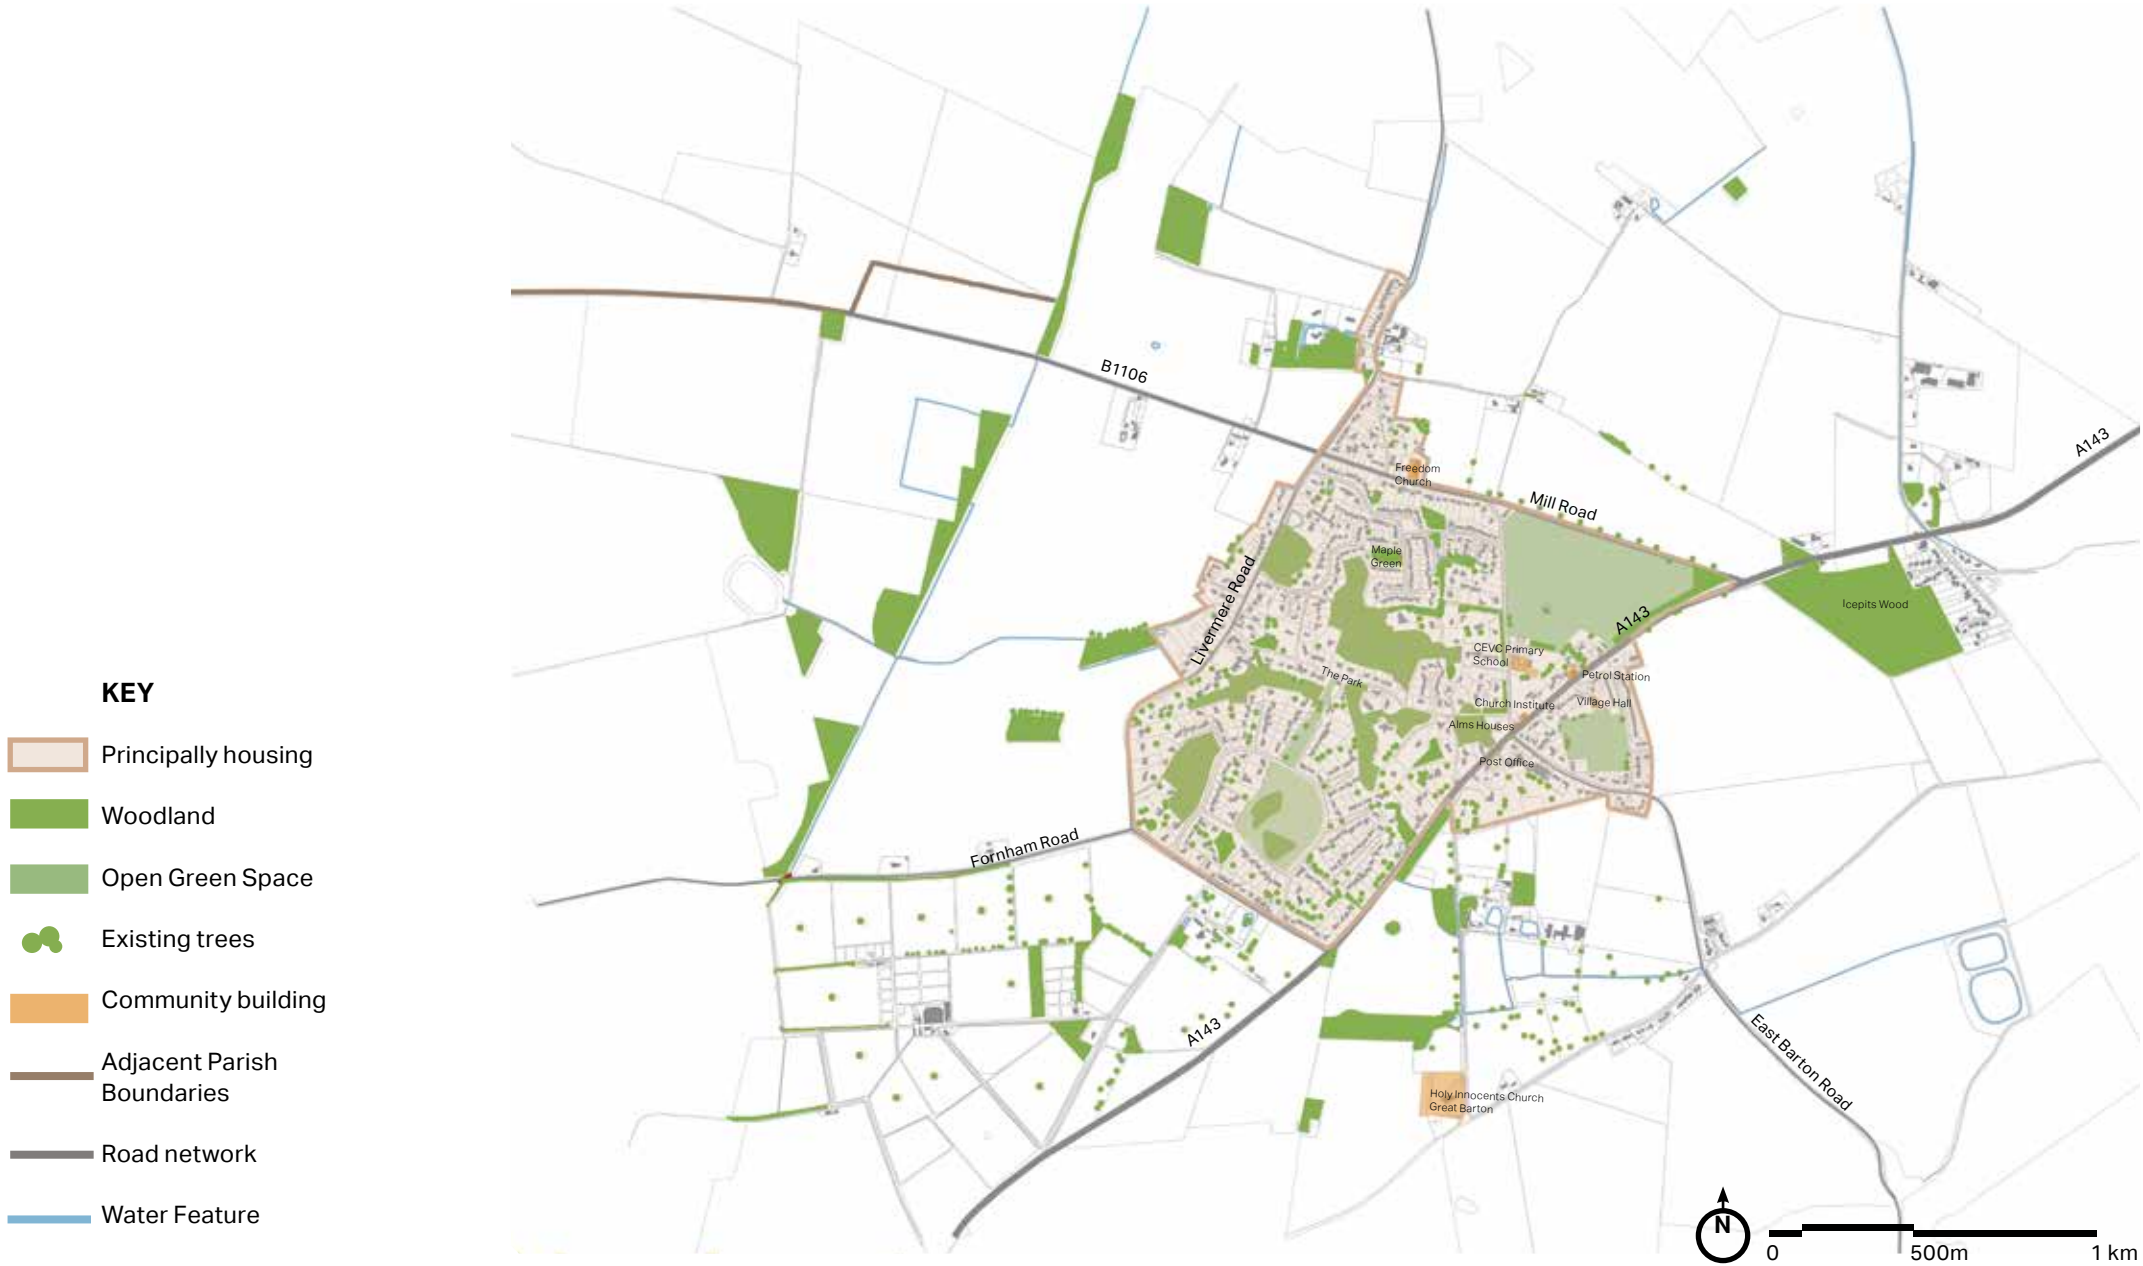 B1106
A143
Freedom
Church
Mill Road
Maple
Green
Icepits Wood
Livermere Road
A143
CEVC Primary
School
The Park
Petrol Station
Church Institute
Village Hall
Alms Houses
Post Office
KEY
Principally housing
Woodland
Open Green Space
Existing trees
Community building
Adjacent Parish
Boundaries
Road network
Water Feature
Fornham Road
A143
East Barton Road
Holy Innocents Church
Great Barton
N
0
500m
1 km